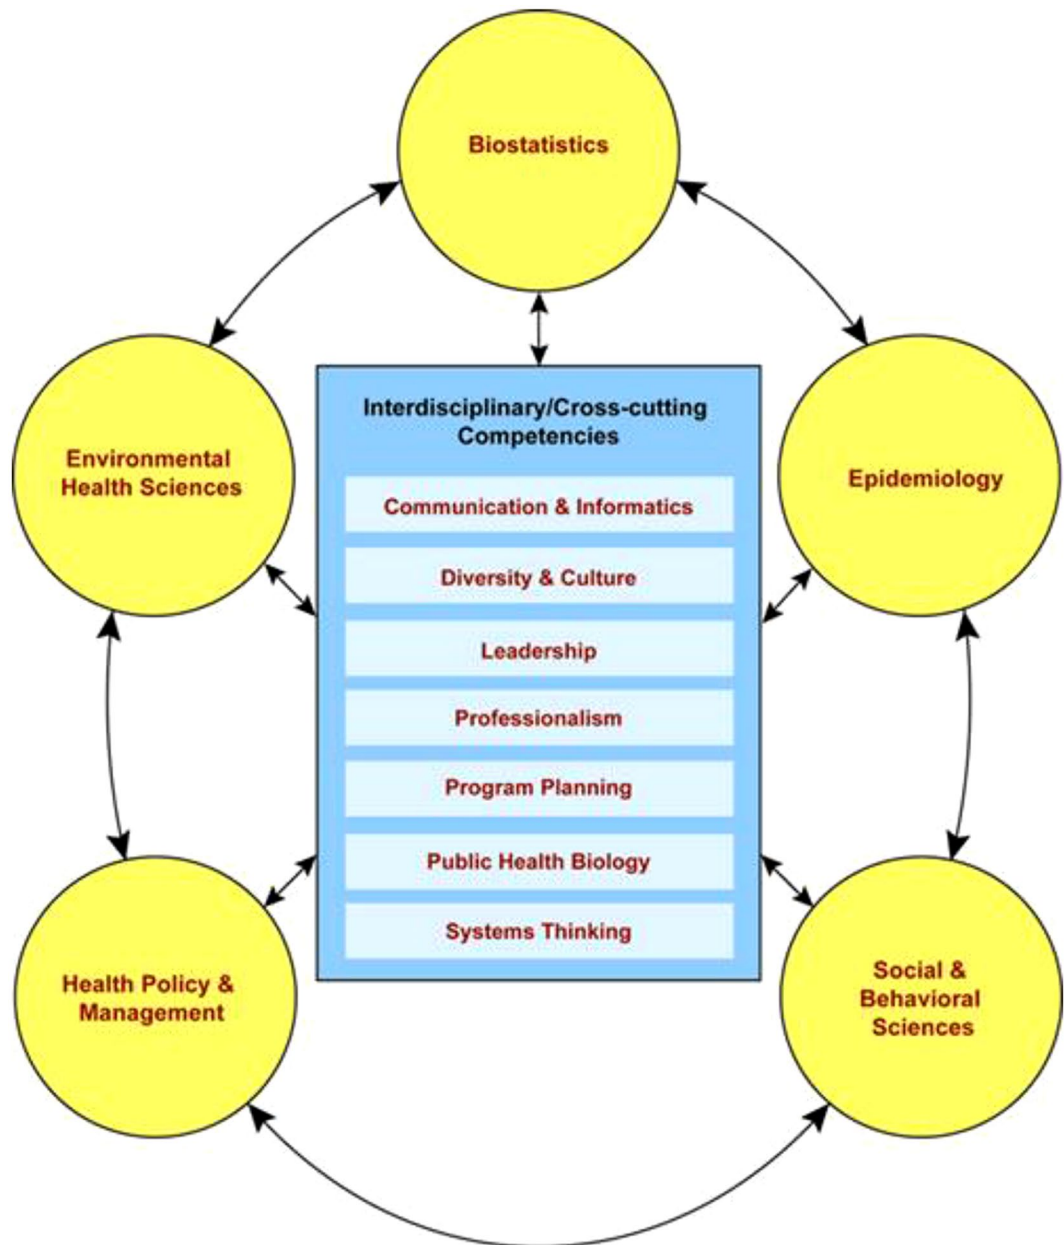 Biostatistics
Environmental
Health Sciences
Epidemiology
Interdisciplinary/Cross-cutting
Competencies
Communication & Informatics
Diversity & Culture
Leadership
Professionalism
Program Planning
Public Health Biology
Systems Thinking
Health Policy &
Management
Social &
Behavioral
Sciences